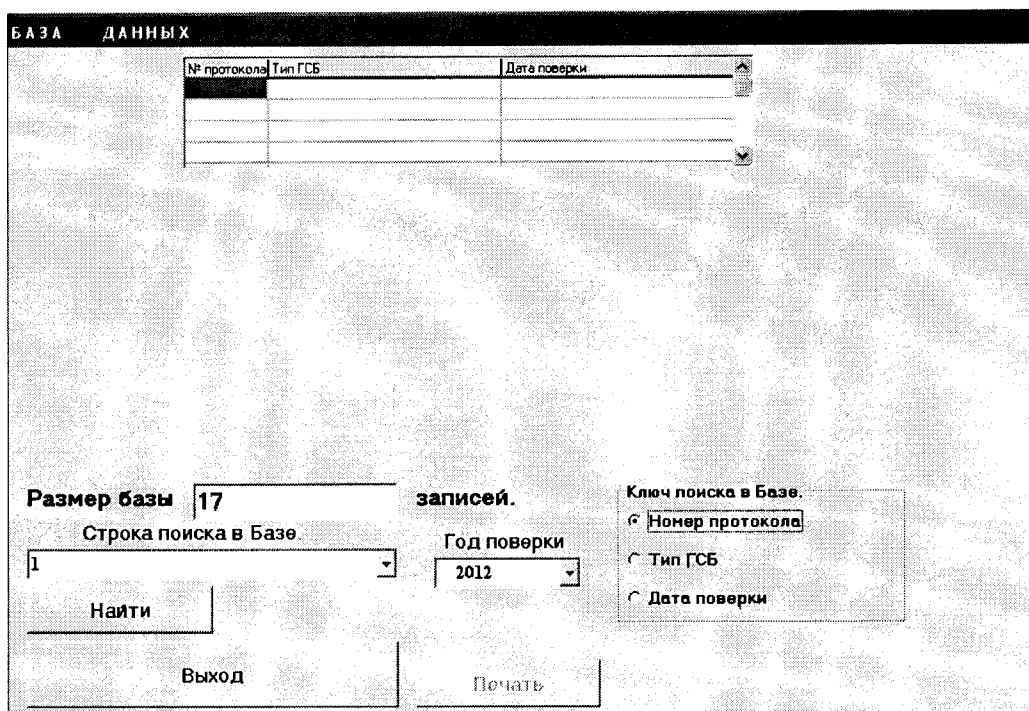 БАЗА ДАННЫХ
№ протокола Тип ГСБ Дата поверки
Размер базы 17 записей.
Строка поиска в Базе.
1
Год поверки
2012
Ключ поиска в Базе.
Номер протокола
Тип ГСБ
Дата поверки
Найти
Выход
Печать